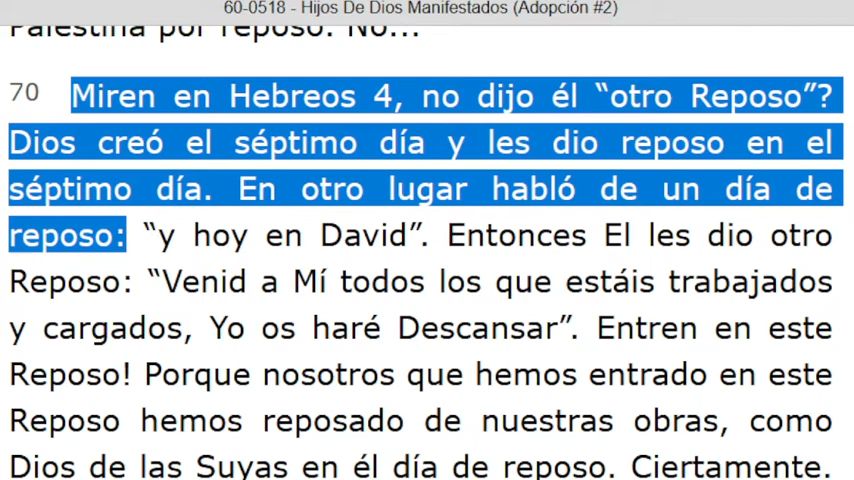 60-0518 - Hijos De Dios Manifestados (Adopción #2)
Palestina por reposo. No...
70 Miren en Hebreos 4, no dijo él “otro Reposo”?
Dios creó el séptimo día y les dio reposo en el
séptimo día. En otro lugar habló de un día de
reposo: “y hoy en David”. Entonces El les dio otro
Reposo: “Venid a Mí todos los que estáis trabajados
y cargados, Yo os haré Descansar”. Entren en este
Reposo! Porque nosotros que hemos entrado en este
Reposo hemos reposado de nuestras obras, como
Dios de las Suyas en él día de reposo. Ciertamente.